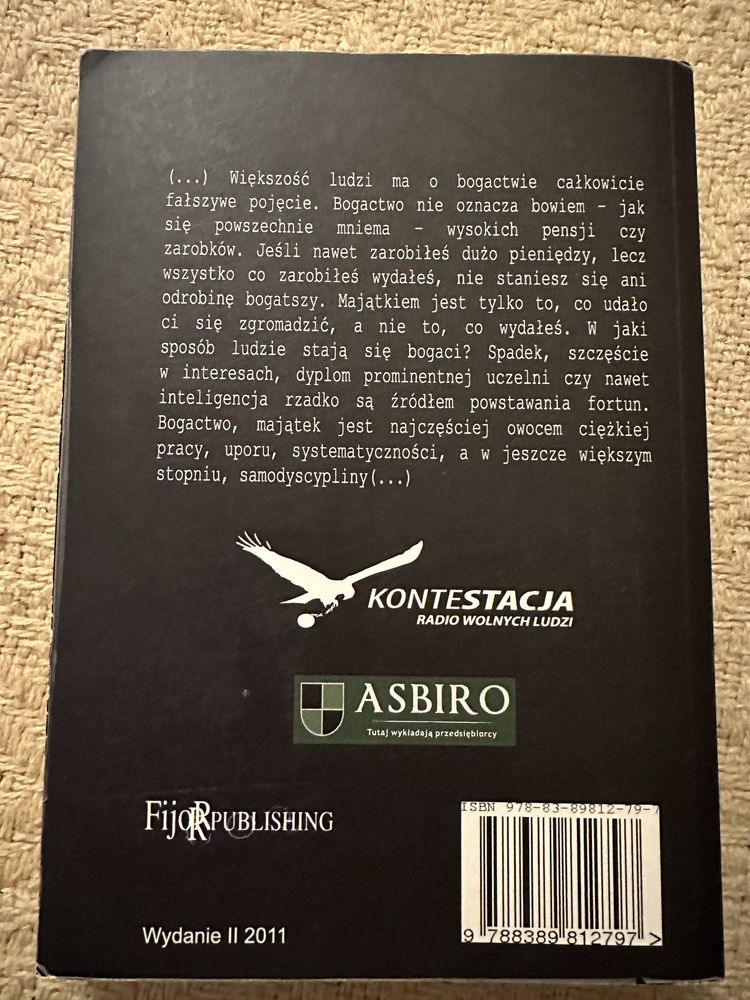 (...) Większość ludzi ma o bogactwie całkowicie
fałszywe pojęcie. Bogactwo nie oznacza bowiem – jak
się powszechnie mniema – wysokich pensji czy
zarobków. Jeśli nawet zarobiłeś dużo pieniędzy, lecz
wszystko co zarobiłeś wydałeś, nie staniesz się ani
odrobinę bogatszy. Majątkiem jest tylko to, co udało
ci się zgromadzić, a nie to, co wydałeś. W jaki
sposób ludzie stają się bogaci? Spadek, szczęście
w interesach, dyplom prominentnej uczelni czy nawet
inteligencja rzadko są źródłem powstawania fortun.
Bogactwo, majątek jest najczęściej owocem ciężkiej
pracy, uporu, systematyczności, a w jeszcze większym
stopniu, samodyscypliny(...)
KONTESTACJA
RADIO WOLNYCH LUDZI
ASBIRO
Tutaj wykładają przedsiębiorcy
FijoRR PUBLISHING
ISBN 978-83-89812-79-7
9 788389 812797 >
Wydanie II 2011